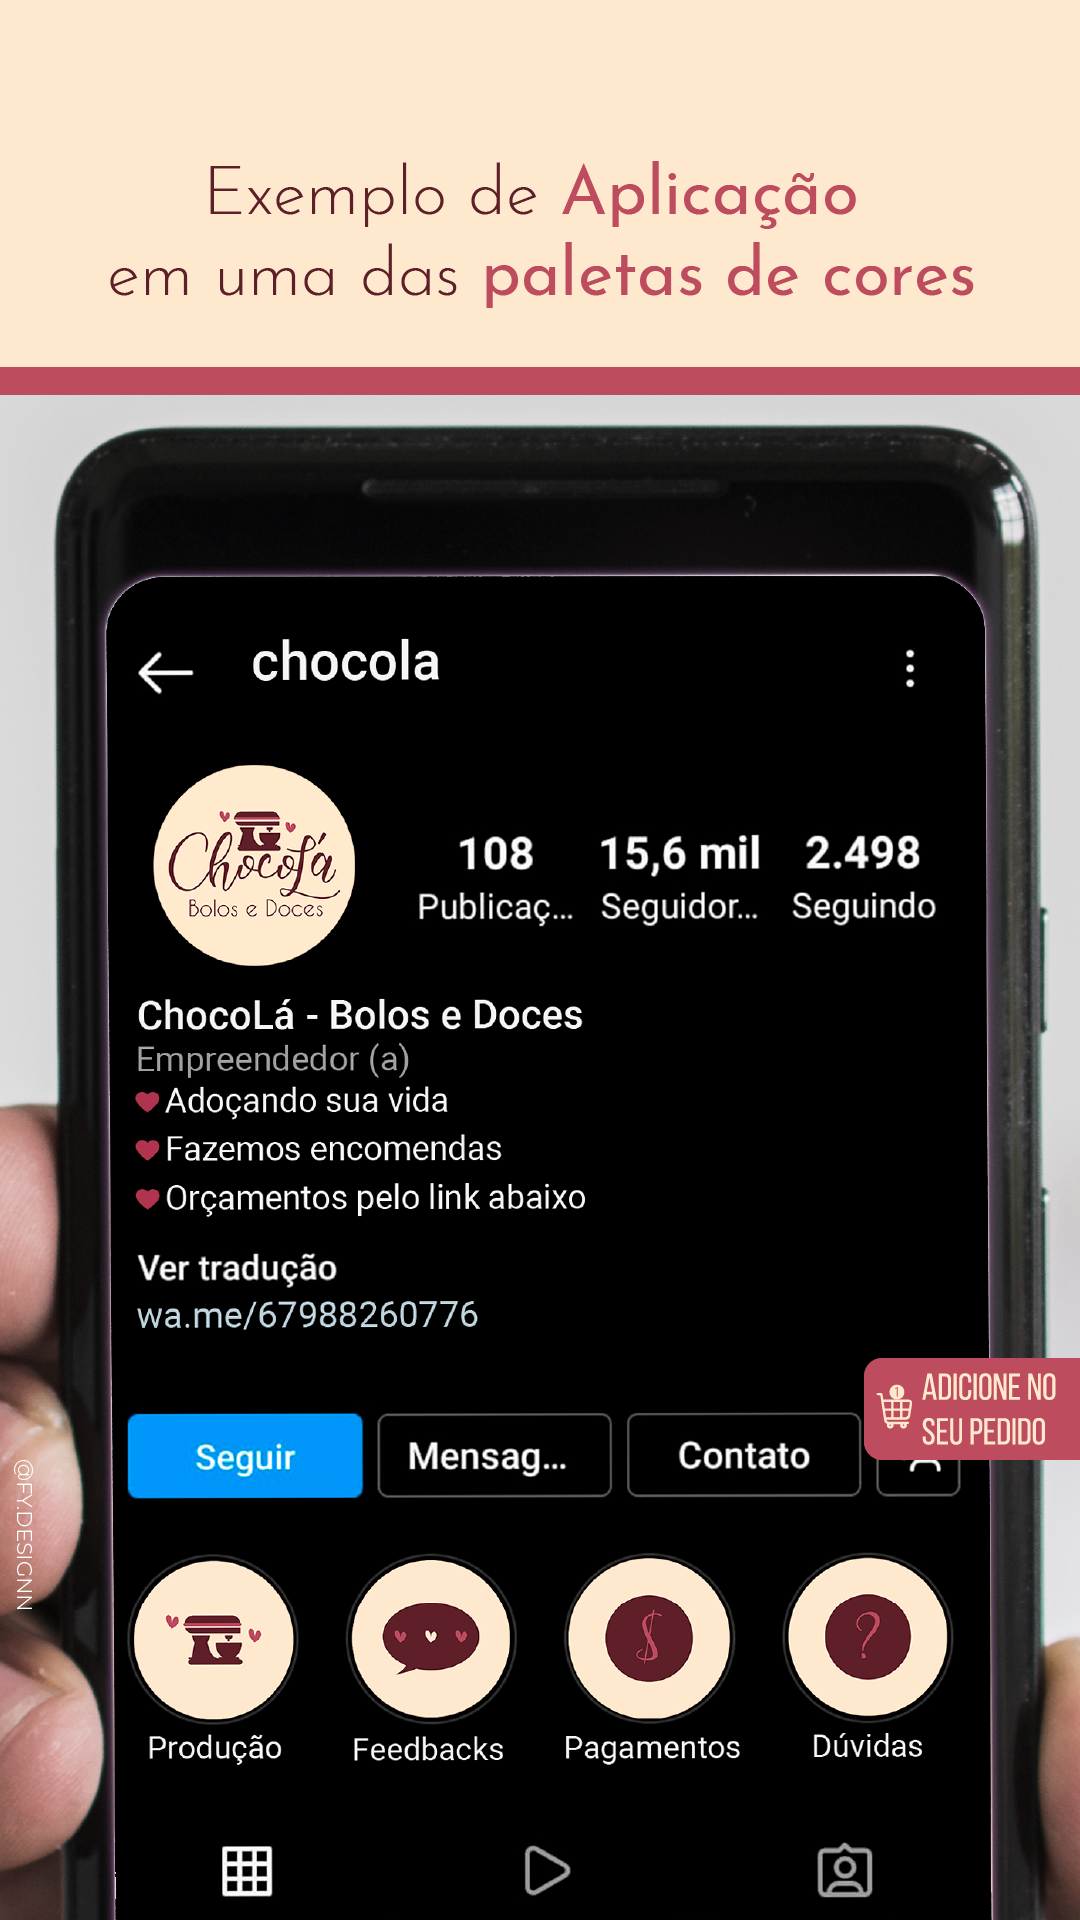 Exemplo de Aplicação
em uma das paletas de cores
chocola
ChocoLá
Bolos e Doces
108
Publicaç...
15,6 mil
Seguidor...
2.498
Seguindo
ChocoLá - Bolos e Doces
Empreendedor (a)
Adoçando sua vida
Fazemos encomendas
Orçamentos pelo link abaixo
Ver tradução
wa.me/67988260776
1
ADICIONE NO
SEU PEDIDO
Seguir
Mensag...
Contato
@FY.DESIGNN
$
?
Produção
Feedbacks
Pagamentos
Dúvidas